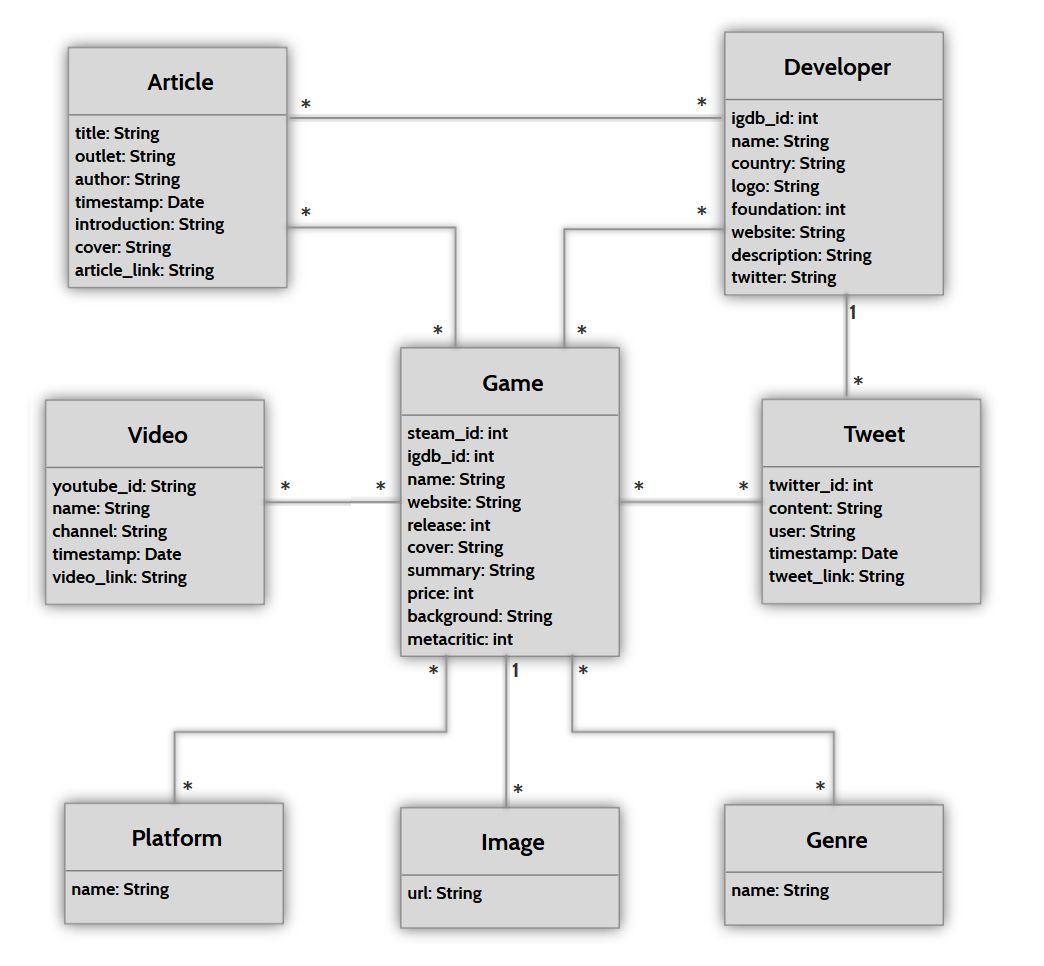 Article
title: String
outlet: String
author: String
timestamp: Date
introduction: String
cover: String
article_link: String
*
*
*
*
Developer
igdb_id: int
name: String
country: String
logo: String
foundation: int
website: String
description: String
twitter: String
*
*
1
*
Game
steam_id: int
igdb_id: int
name: String
website: String
release: int
cover: String
summary: String
price: int
background: String
metacritic: int
Video
youtube_id: String
name: String
channel: String
timestamp: Date
video_link: String
*
*
*
*
Tweet
twitter_id: int
content: String
user: String
timestamp: Date
tweet_link: String
*
1
*
*
*
*
Platform
name: String
Image
url: String
Genre
name: String